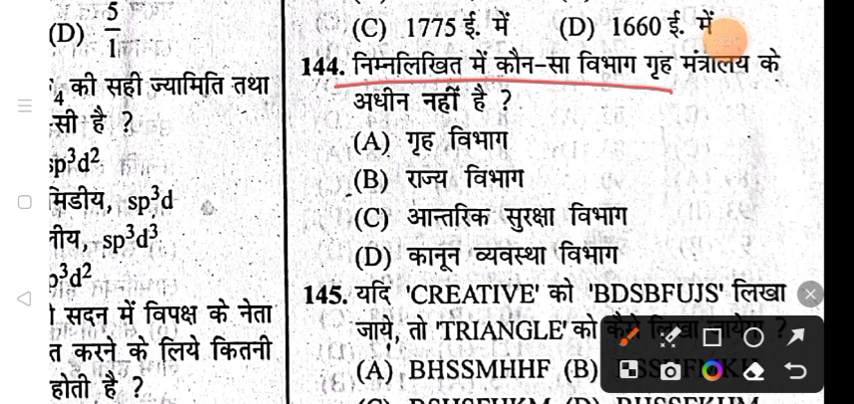 (D) 5/1
4 की सही ज्यामिति तथा
सी है ?
sp³d²
मिडीय, sp³d
नीय, sp³d³
p³d²
सदन में विपक्ष के नेता
त करने के लिये कितनी
होती है ?
(C) 1775 ई. में (D) 1660 ई. में
144. निम्नलिखित में कौन-सा विभाग गृह मंत्रालय के
अधीन नहीं है ?
(A) गृह विभाग
(B) राज्य विभाग
(C) आन्तरिक सुरक्षा विभाग
(D) कानून व्यवस्था विभाग
145. यदि 'CREATIVE' को 'BDSBFUJS' लिखा
जाये, तो 'TRIANGLE' को कैसे लिखा जायेगा ?
(A) BHSSMHHF (B)